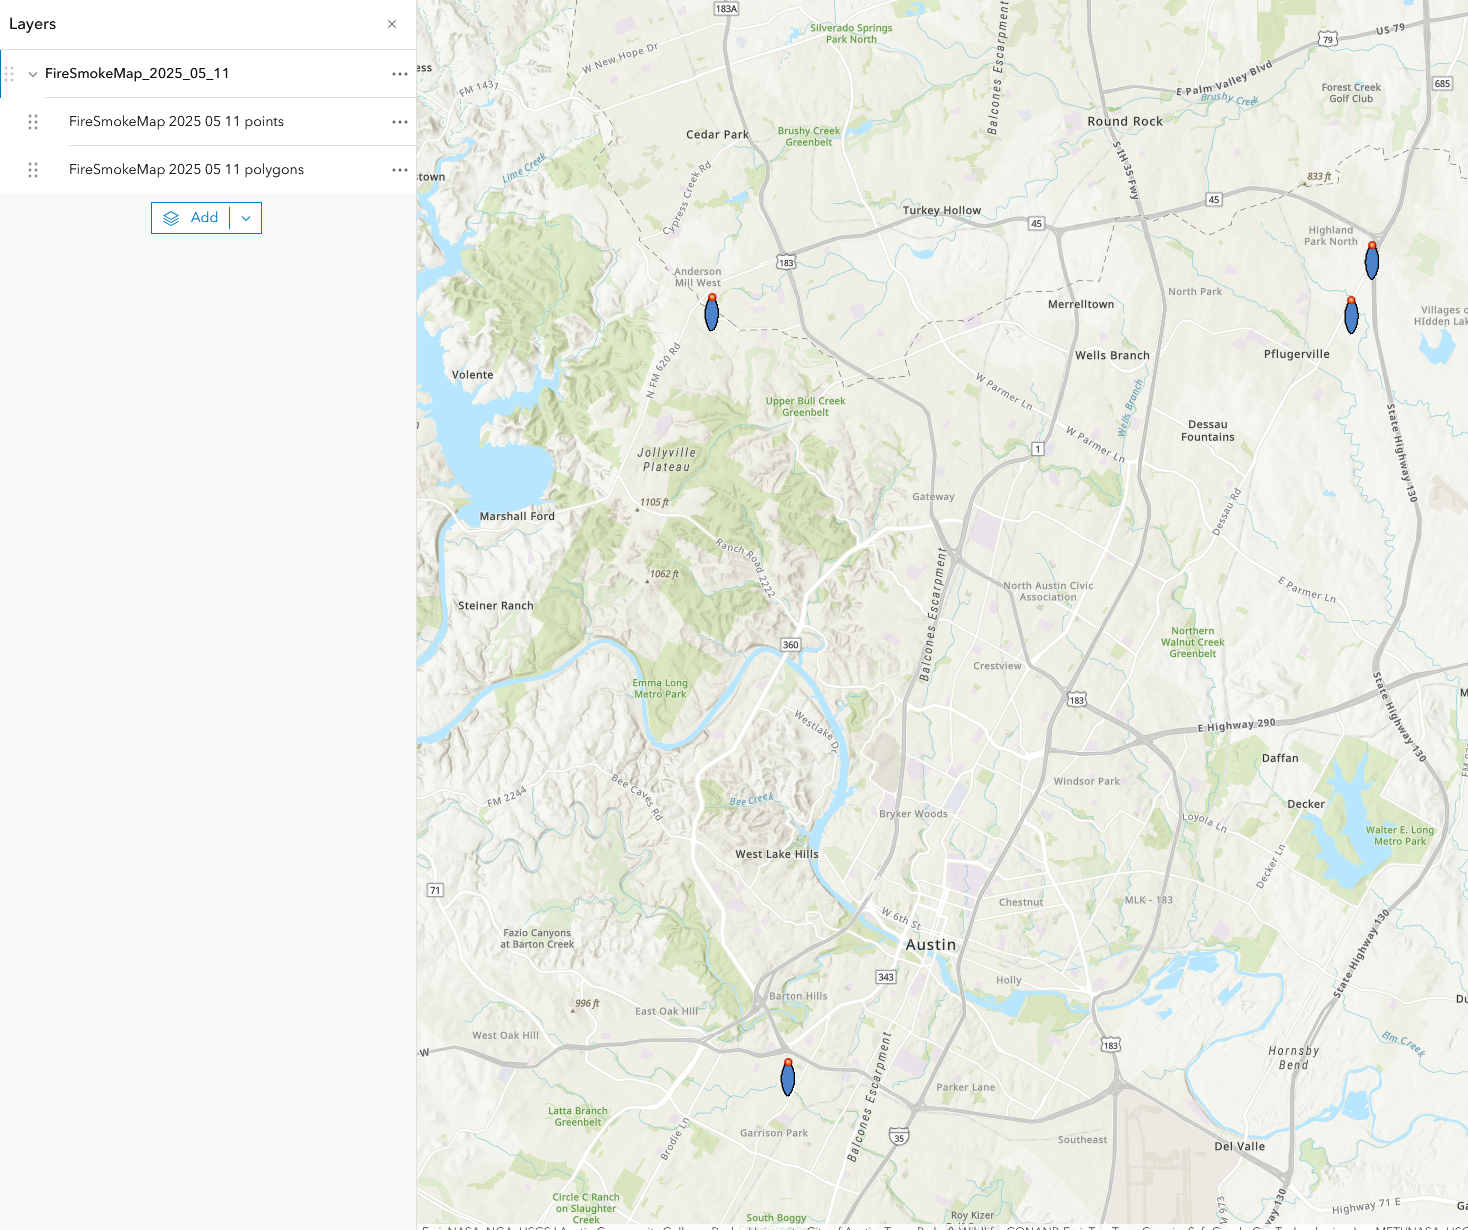 Layers
FireSmokeMap_2025_05_11
FireSmokeMap 2025 05 11 points
FireSmokeMap 2025 05 11 polygons
Add
183A
Silverado Springs
Park North
79
US 79
W New Hope Dr
ess
FM 1431
Balcones Escarpment
E Palm Valley Blvd
Brushy Creek
Forest Creek
Golf Club
685
Cedar Park
Brushy Creek
Greenbelt
Round Rock
S IH 35 Fwy
Lime Creek
stown
Cypress Creek Rd
833 ft
Turkey Hollow
45
45
Highland
Park North
183
Anderson
Mill West
North Park
Merrelltown
Villages o
HIdden Lak
Wells Branch
Pflugerville
Volente
N FM 620 Rd
W Parmer Ln
Wells Branch
Upper Bull Creek
Greenbelt
State Highway 130
Dessau
Fountains
W Parmer Ln
1
Jollyville
Plateau
Gateway
Dessau Rd
1105 ft
Marshall Ford
Ranch Road 2222
1062 ft
North Austin Civic
Association
E Parmer Ln
Steiner Ranch
Balcones Escarpment
360
Northern
Walnut Creek
Greenbelt
Crestview
Emma Long
Metro Park
183
State Highway 130
M
Westlake Dr
E Highway 290
Daffan
Windsor Park
FM 2244
Bee Caves Rd
Bee Creek
Decker
Bryker Woods
Loyola Ln
Walter E. Long
Metro Park
West Lake Hills
Decker Ln
71
Chestnut
MLK - 183
W 6th St
Fazio Canyons
at Barton Creek
Austin
State Highway 130
343
Holly
Barton Hills
996 ft
East Oak Hill
Du
West Oak Hill
W
183
Elm Creek
Hornsby
Bend
Balcones Escarpment
Parker Lane
Latta Branch
Greenbelt
Garrison Park
Brodie Ln
35
Southeast
Del Valle
Circle C Ranch
on Slaughter
Creek
South Boggy
Roy Kizer
M 973
way 130
Highway 71 E
Ga